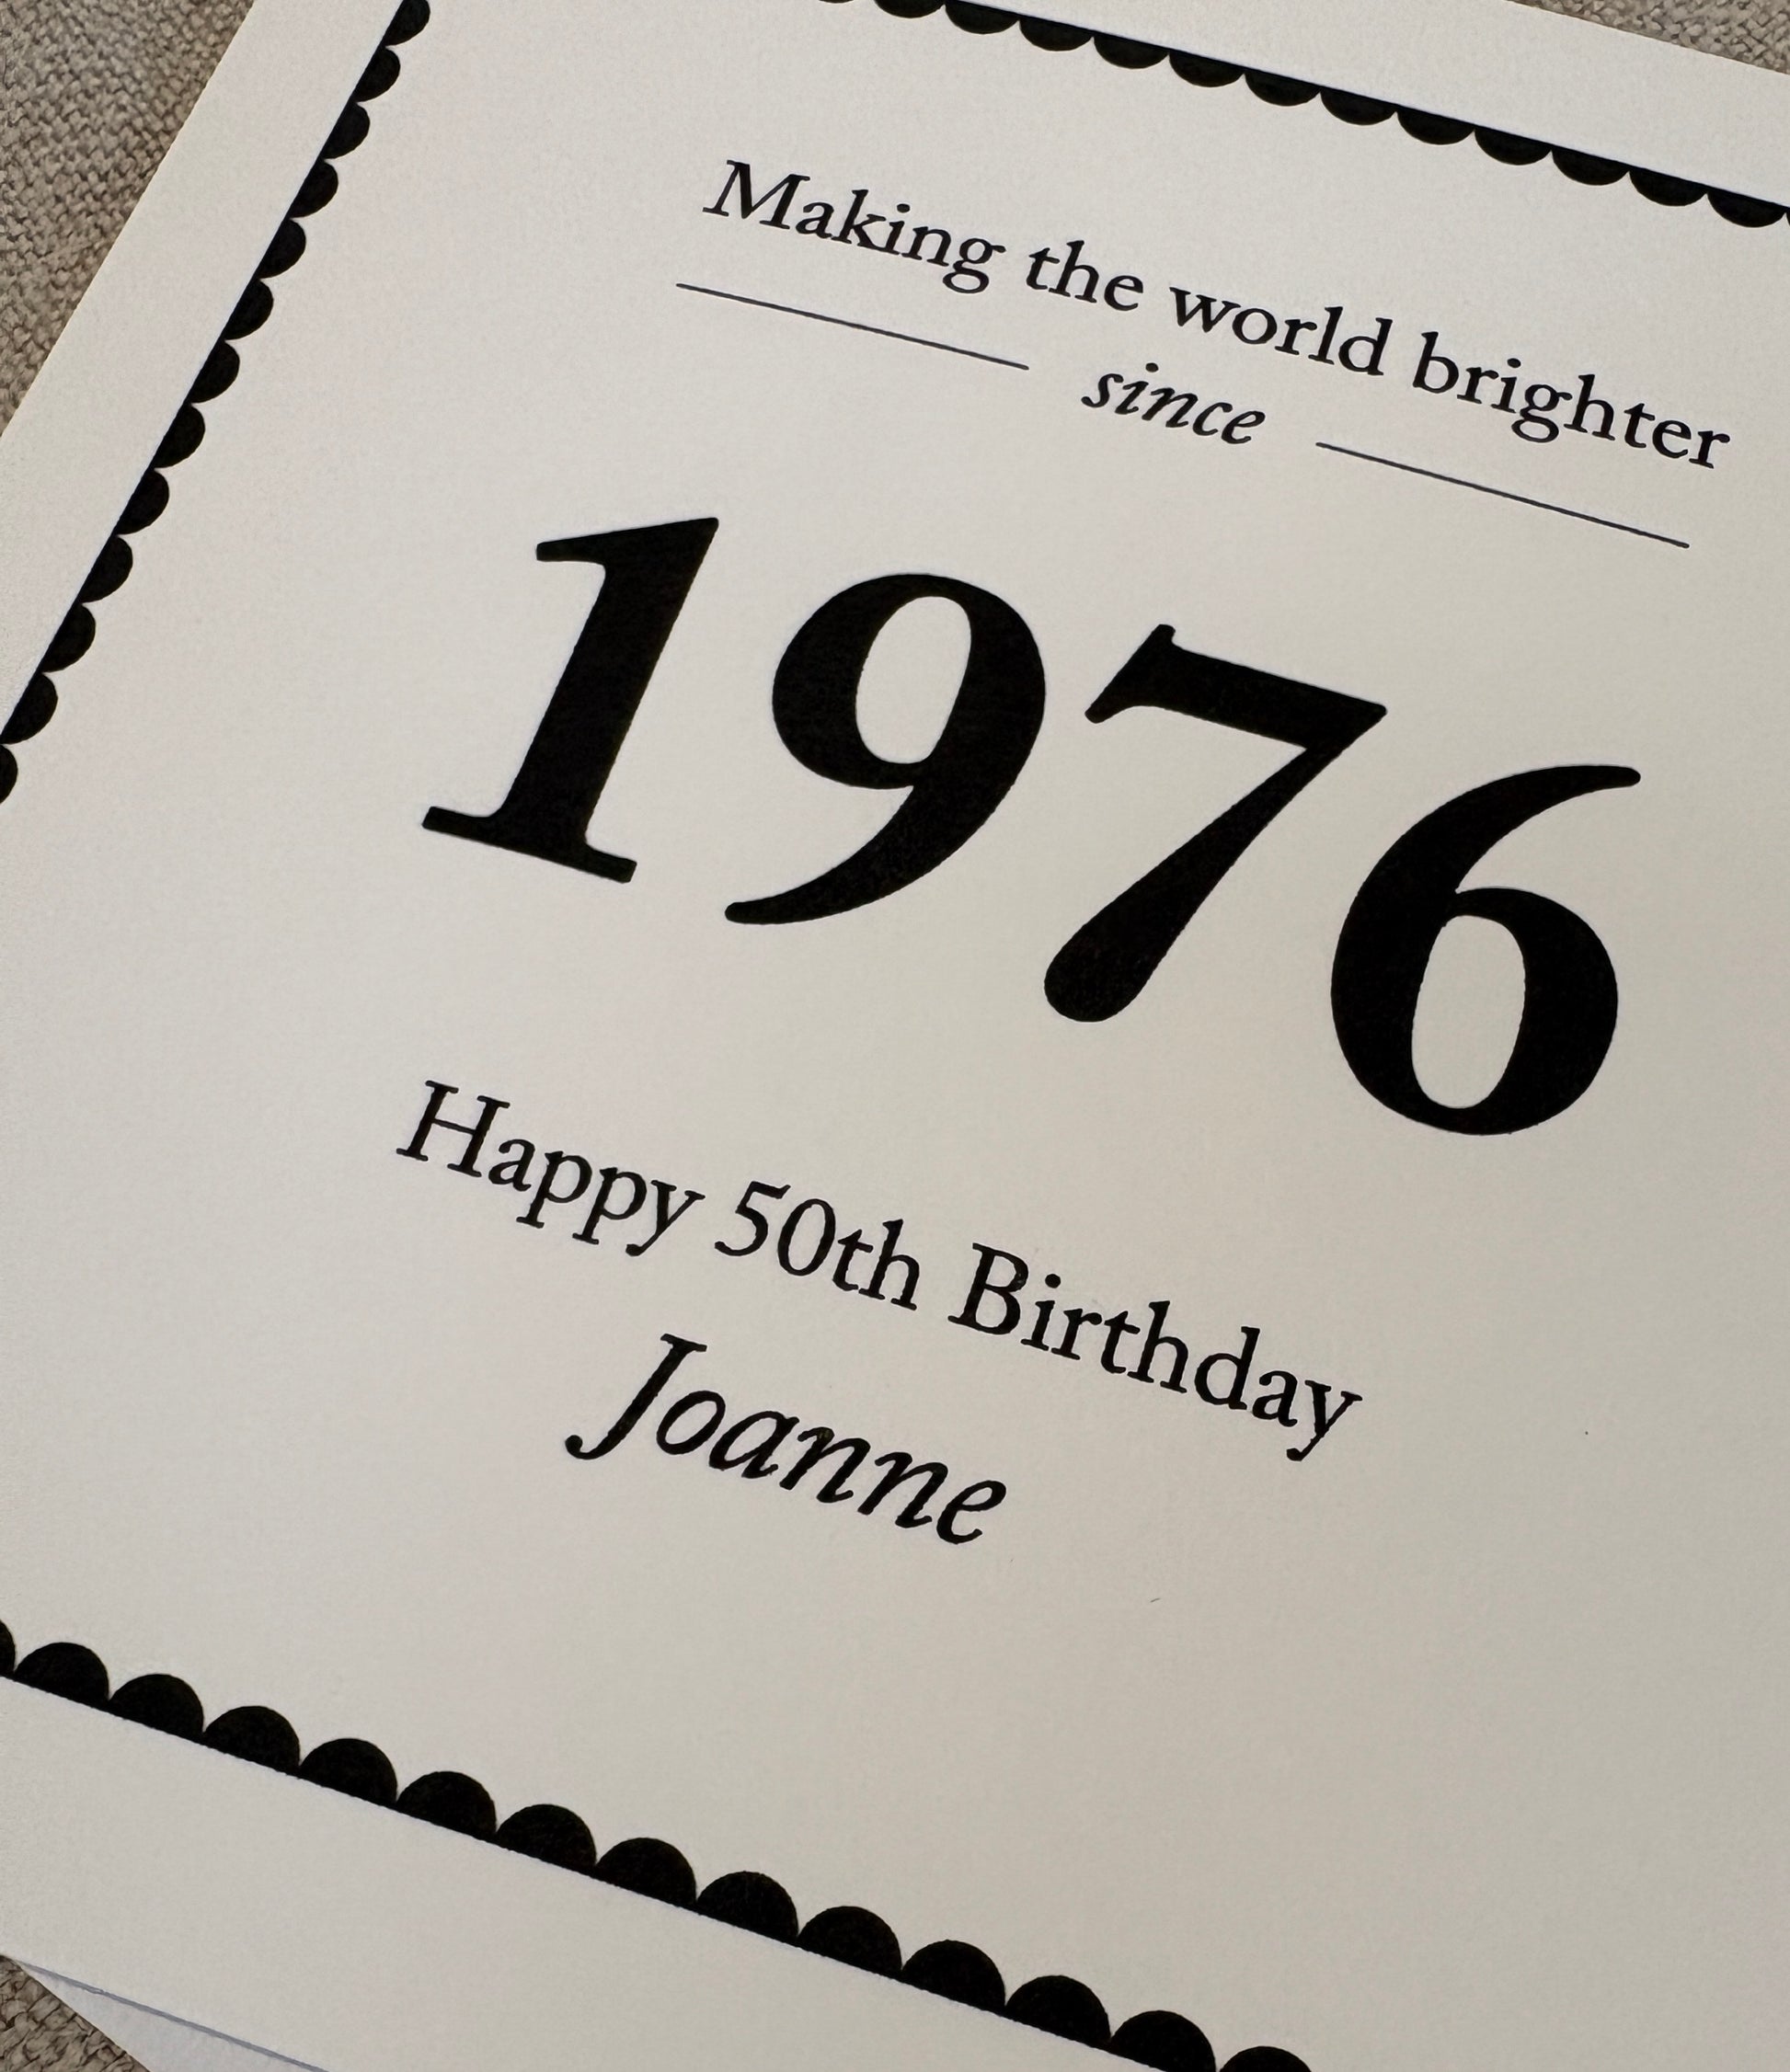 Making the world brighter
since
1976
Happy 50th Birthday
Joanne